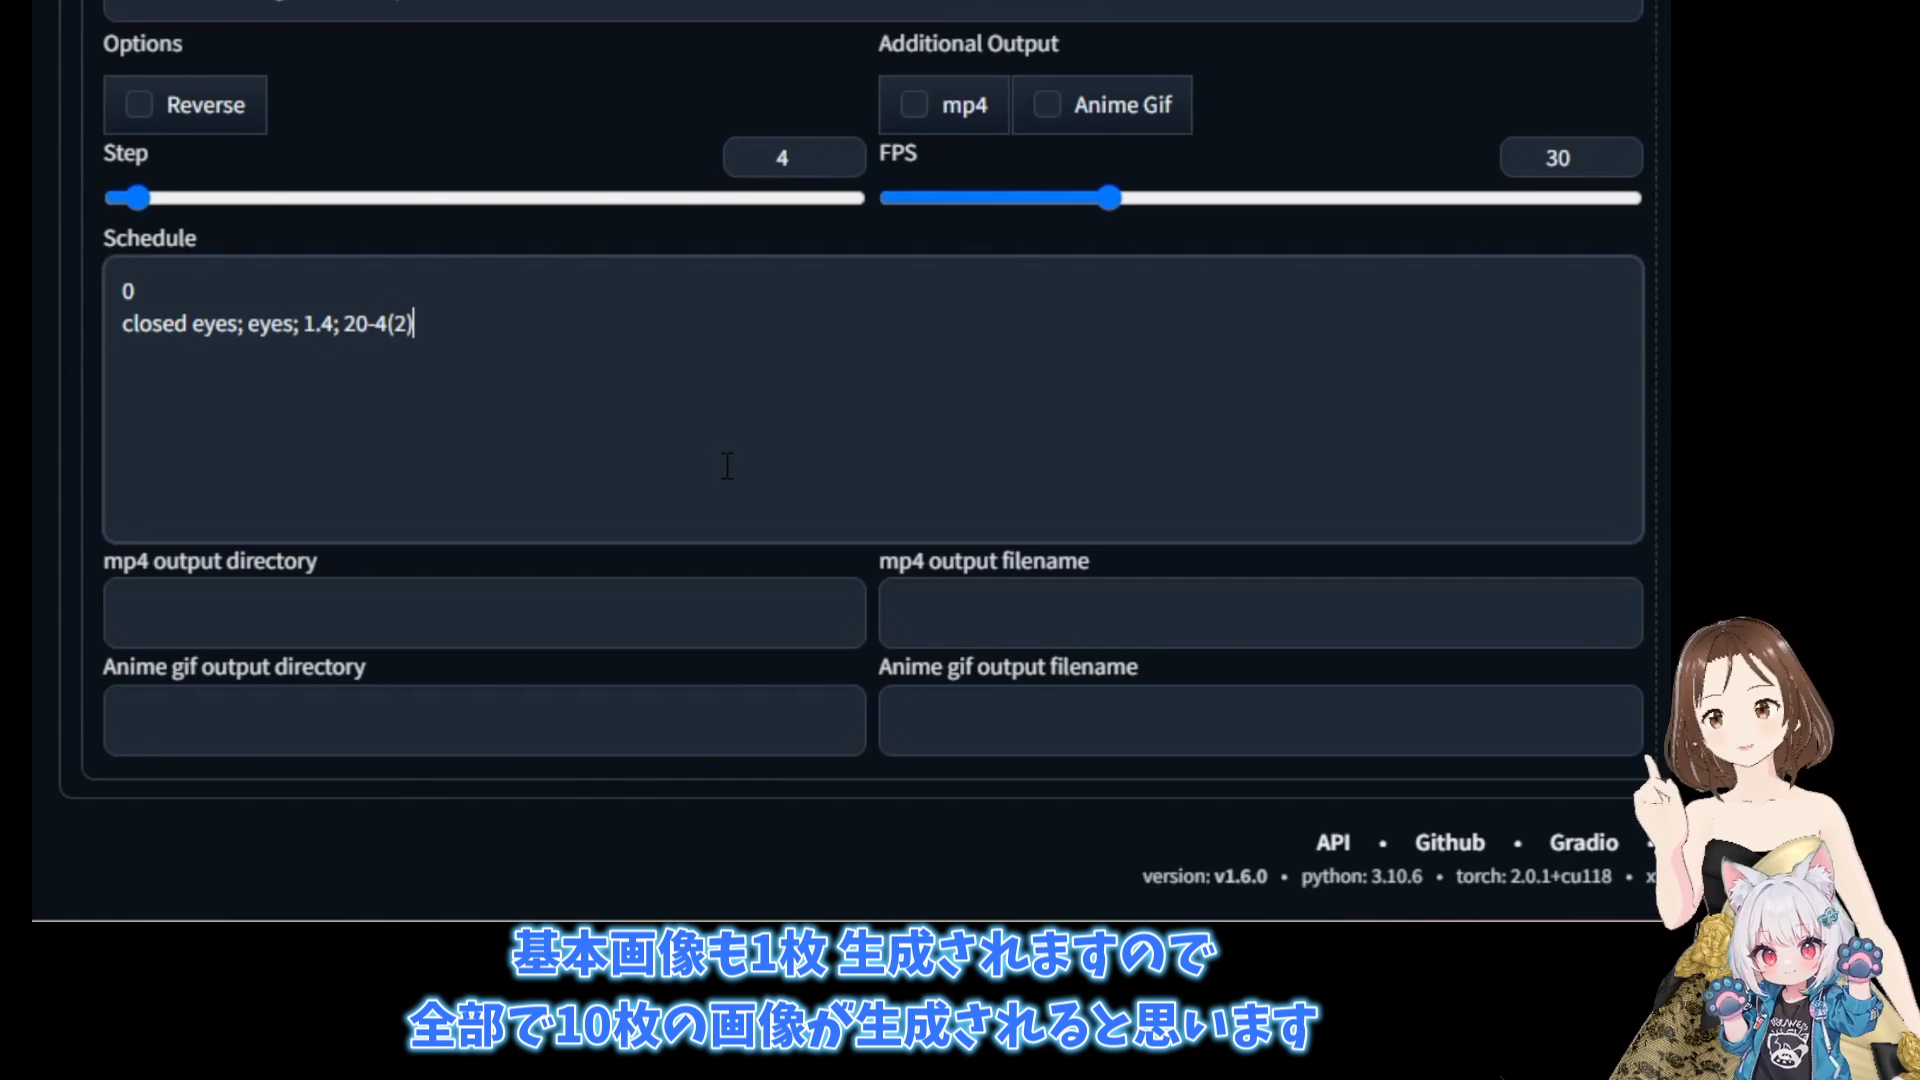 Options
Additional Output
Reverse
mp4
Anime Gif
Step
4
FPS
30
Schedule
0
closed eyes; eyes; 1.4; 20-4(2)
mp4 output directory
mp4 output filename
Anime gif output directory
Anime gif output filename
API • Github • Gradio •
version: v1.6.0 • python: 3.10.6 • torch: 2.0.1+cu118 • x
基本画像も1枚 生成されますので
全部で10枚の画像が生成されると思います